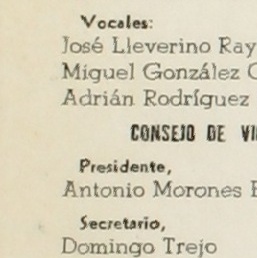 Vocales:
José Lleverino
Miguel González
Adrián Rodríguez
CONSEJO DE
Presidente,
Antonio Morones
Secretario,
Domingo Trejo